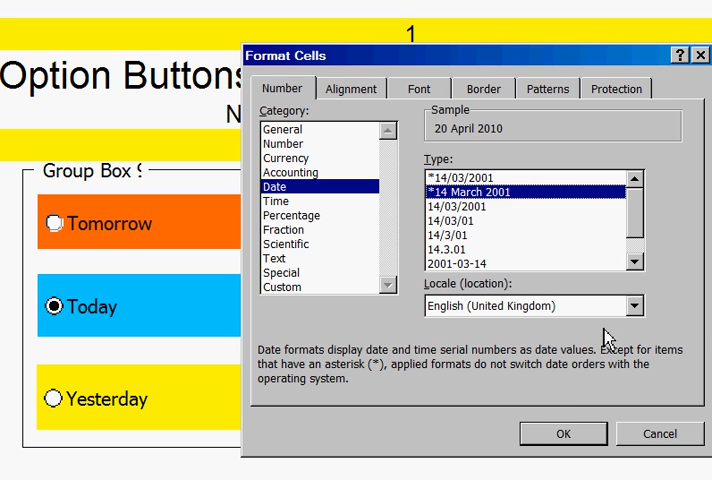 1
Option Buttons
N
Group Box 9
Tomorrow
Today
Yesterday
Format Cells
Number
Alignment
Font
Border
Patterns
Protection
Category:
General
Number
Currency
Accounting
Date
Time
Percentage
Fraction
Scientific
Text
Special
Custom
Sample
20 April 2010
Type:
*14/03/2001
*14 March 2001
14/03/2001
14/03/01
14/3/01
14.3.01
2001-03-14
Locale (location):
English (United Kingdom)
Date formats display date and time serial numbers as date values. Except for items
that have an asterisk (*), applied formats do not switch date orders with the
operating system.
OK
Cancel